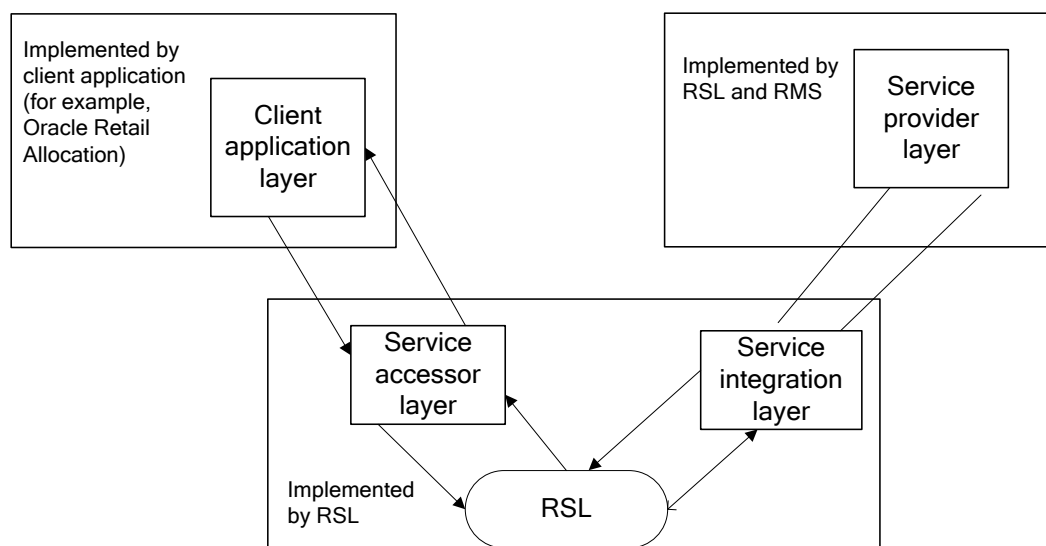 Implemented by
client application
(for example,
Oracle Retail
Allocation)
Client
application
layer
Implemented by
RSL and RMS
Service
provider
layer
Service
accessor
layer
Service
integration
layer
Implemented
by RSL
RSL